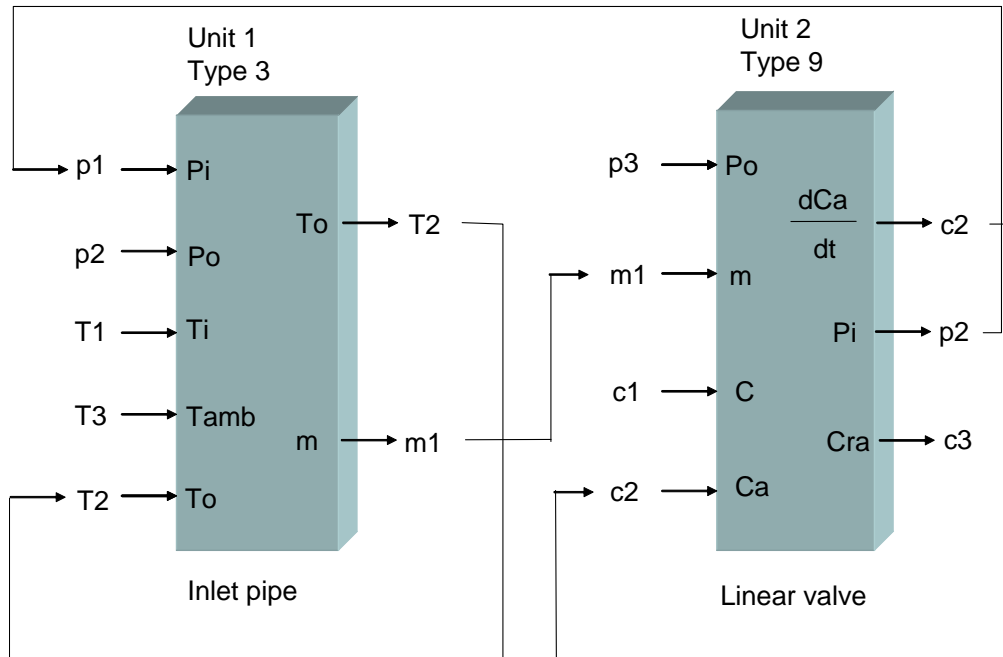 Unit 1
Type 3
p1
Pi
p2
Po
T1
Ti
T3
Tamb
T2
To
To
T2
m
m1
Inlet pipe
Unit 2
Type 9
p3
Po
m1
m
c1
C
c2
Ca
dCa
dt
c2
Pi
p2
Cra
c3
Linear valve